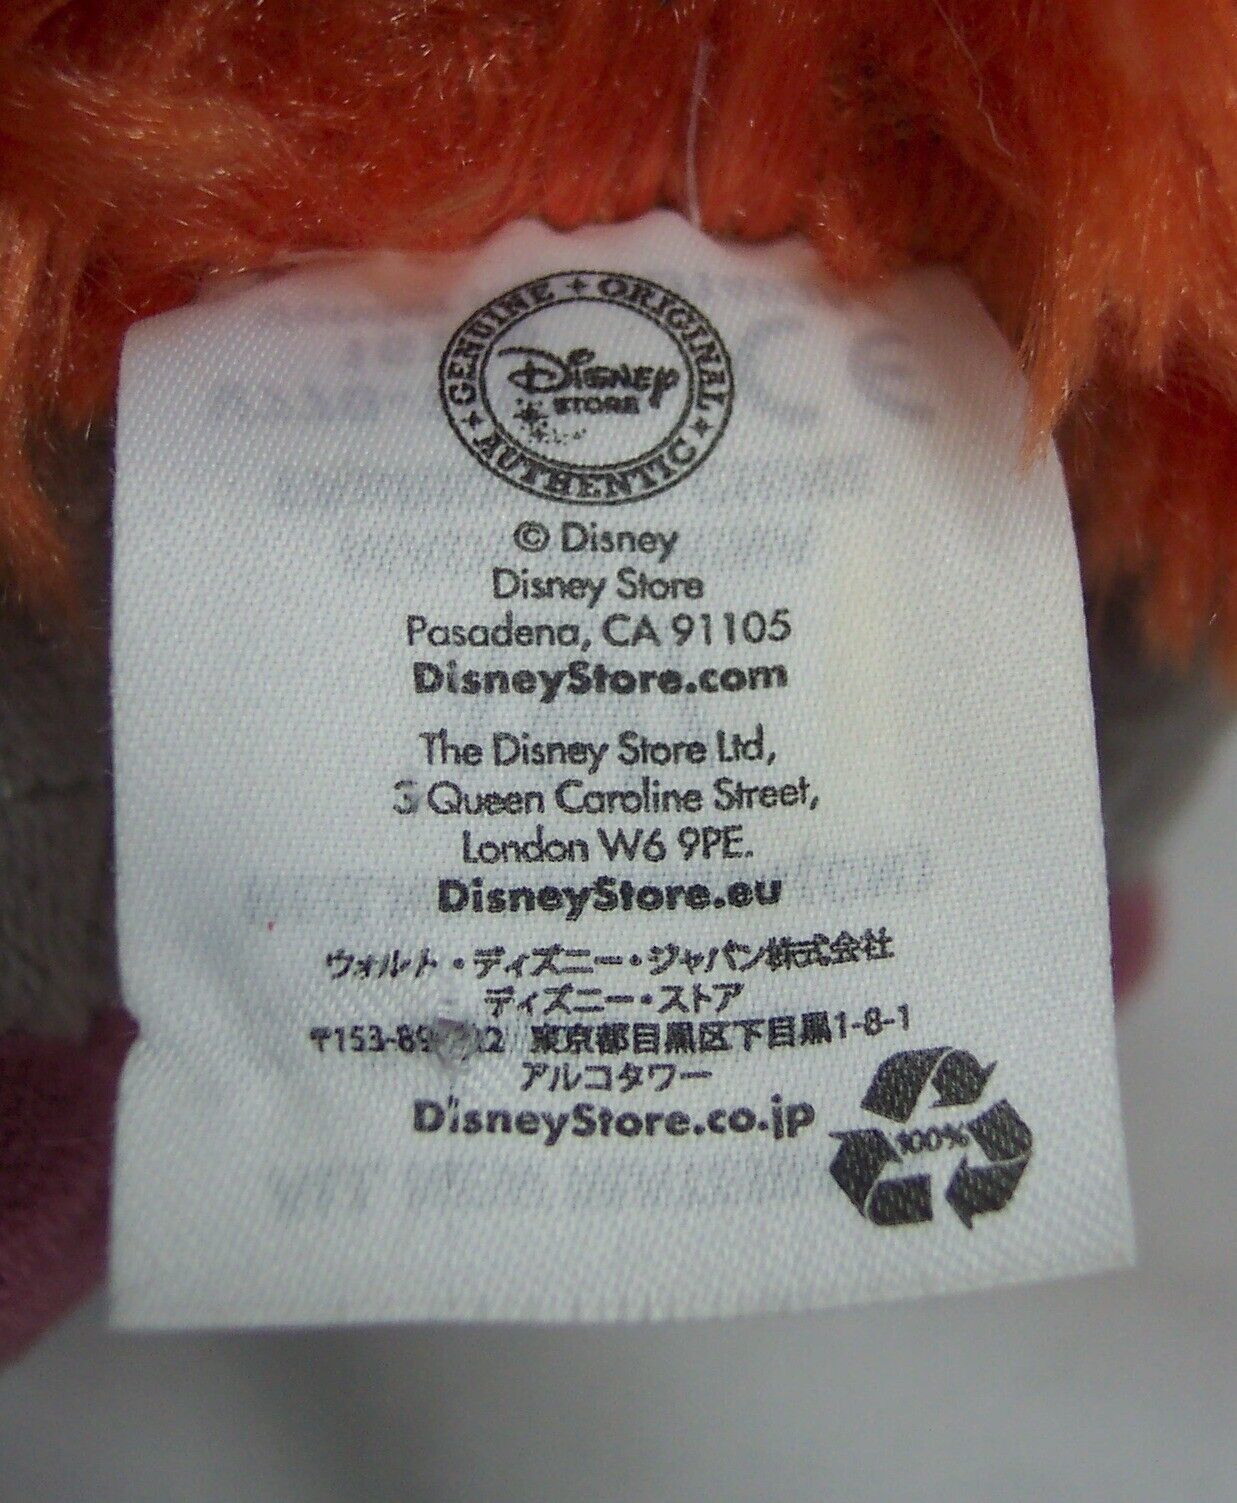 GENUINE ORIGINAL AUTHENTIC
Disney
STORE
© Disney
Disney Store
Pasadena, CA 91105
DisneyStore.com
The Disney Store Ltd,
3 Queen Caroline Street,
London W6 9PE.
DisneyStore.eu
ウォルト・ディズニー・ジャパン株式会社
ディズニー・ストア
東京都目黒区下目黒1-8-1
アルコタワー
DisneyStore.co.jp
100%